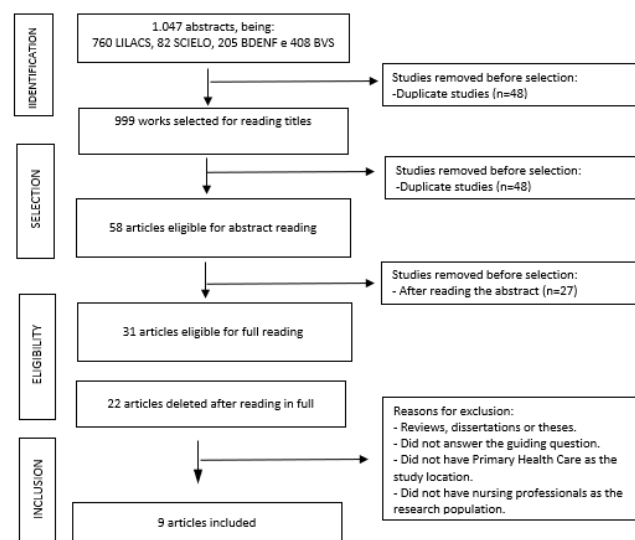 IIDENTIFICATION
1.047 abstracts, being:
760 LILACS, 82 SCIELO, 205 BDENF e 408 BVS
Studies removed before selection:
-Duplicate studies (n=48)
999 works selected for reading titles
SELECTION
Studies removed before selection:
-Duplicate studies (n=48)
58 articles eligible for abstract reading
Studies removed before selection:
- After reading the abstract (n=27)
ELIGIBILITY
31 articles eligible for full reading
22 articles deleted after reading in full
Reasons for exclusion:
- Reviews, dissertations or theses.
- Did not answer the guiding question.
- Did not have Primary Health Care as the
study location.
- Did not have nursing professionals as the
research population.
INCLUSION
9 articles included